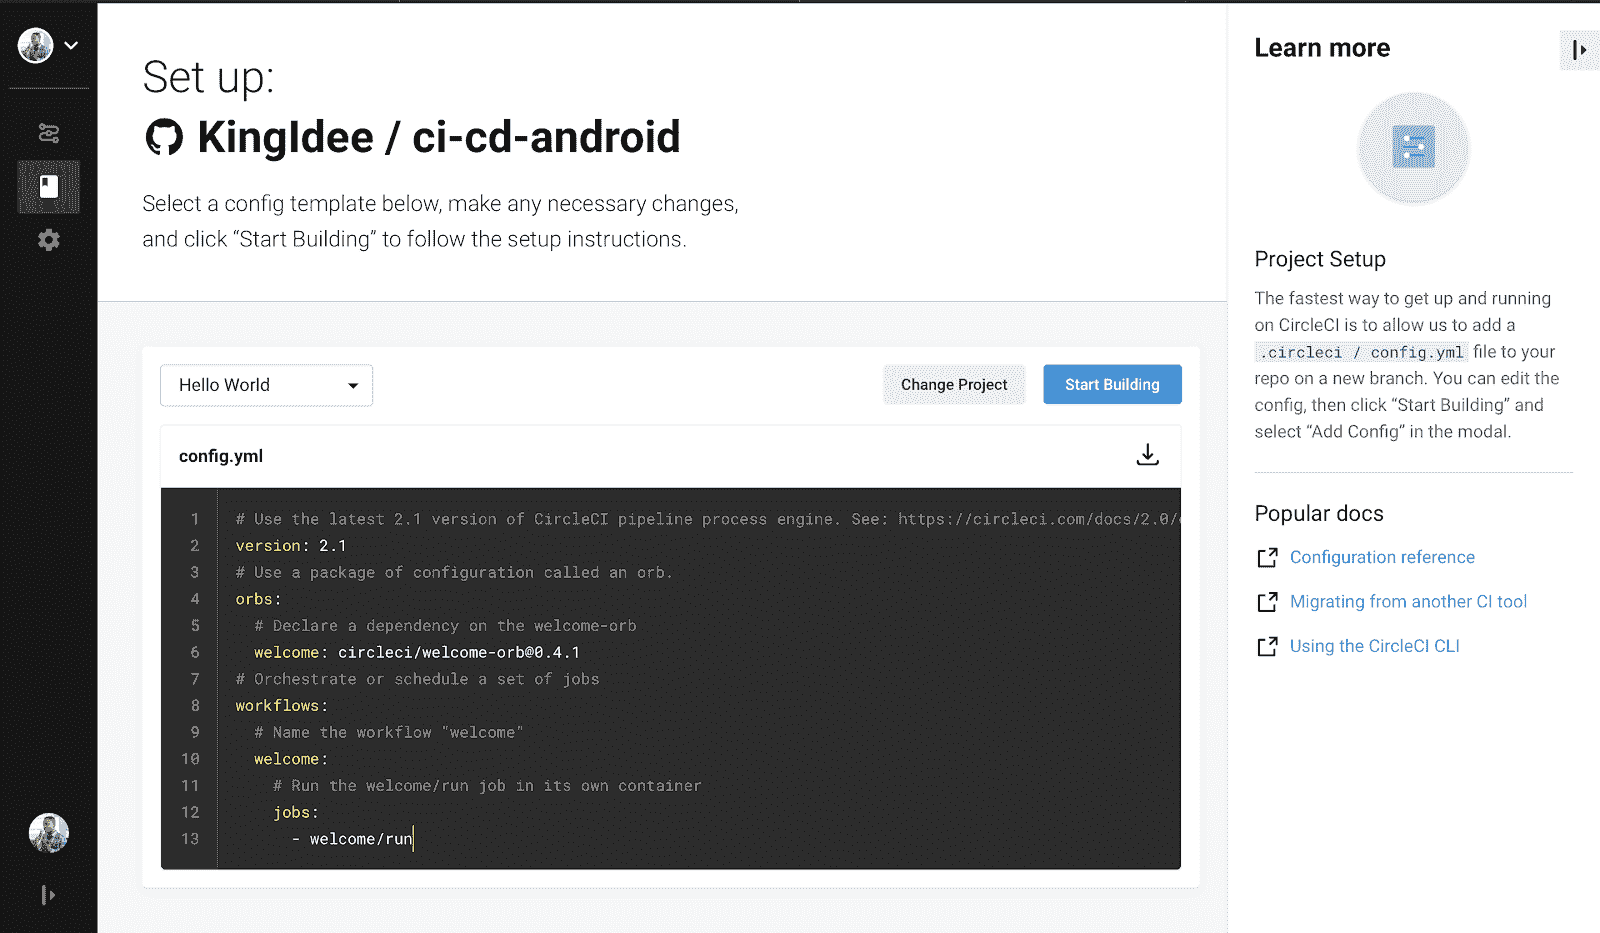 Set up:
KingIdee / ci-cd-android
Select a config template below, make any necessary changes,
and click “Start Building” to follow the setup instructions.
Hello World
Change Project
Start Building
config.yml
1 # Use the latest 2.1 version of CircleCI pipeline process engine. See: https://circleci.com/docs/2.0/
2 version: 2.1
3 # Use a package of configuration called an orb.
4 orbs:
5 # Declare a dependency on the welcome-orb
6 welcome: circleci/welcome-orb@0.4.1
7 # Orchestrate or schedule a set of jobs
8 workflows:
9 # Name the workflow "welcome"
10 welcome:
11 # Run the welcome/run job in its own container
12 jobs:
13 - welcome/run
Learn more
Project Setup
The fastest way to get up and running
on CircleCI is to allow us to add a
.circleci / config.yml file to your
repo on a new branch. You can edit the
config, then click “Start Building” and
select “Add Config” in the modal.
Popular docs
Configuration reference
Migrating from another CI tool
Using the CircleCI CLI